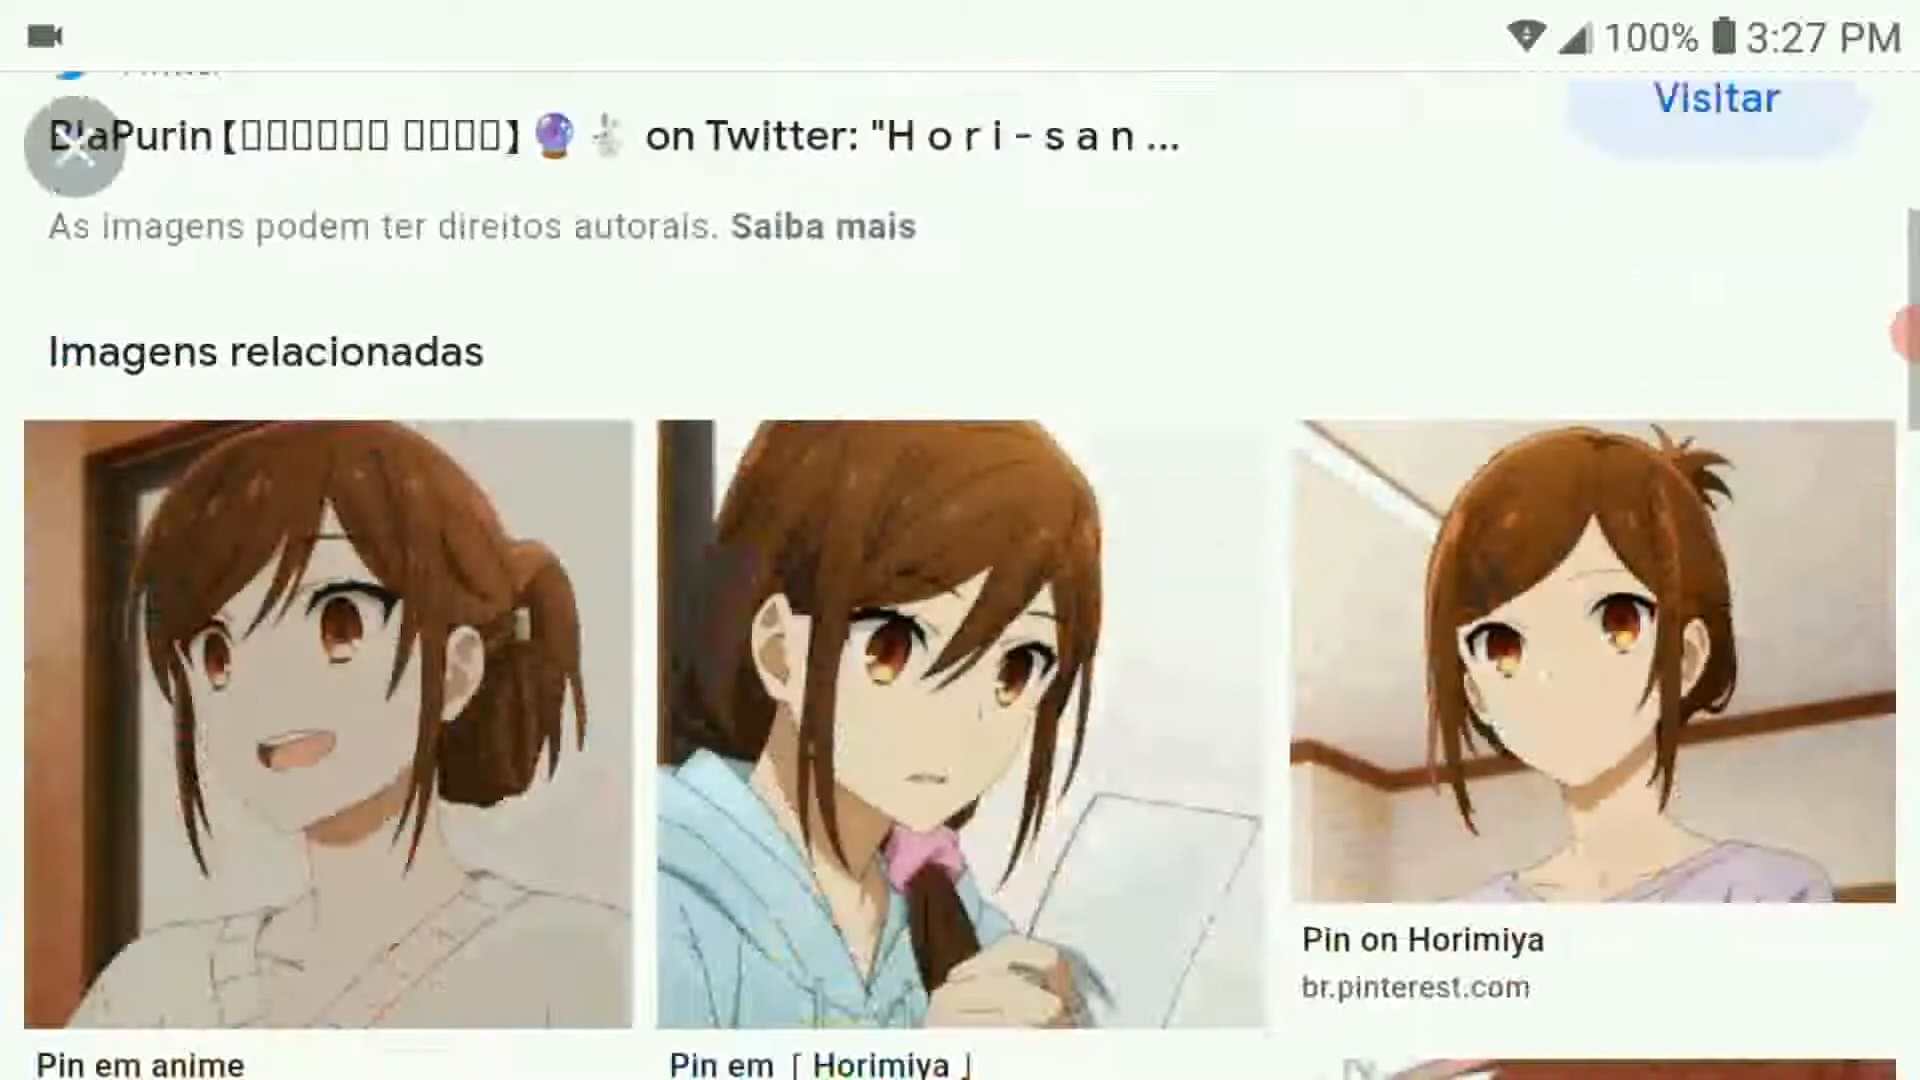 100% 3:27 PM
Visitar
on Twitter: "H o r i - s a n ...
As imagens podem ter direitos autorais. Saiba mais
Imagens relacionadas
Pin on Horimiya
br.pinterest.com
Pin em anime
Pin em「 Horimiya 」